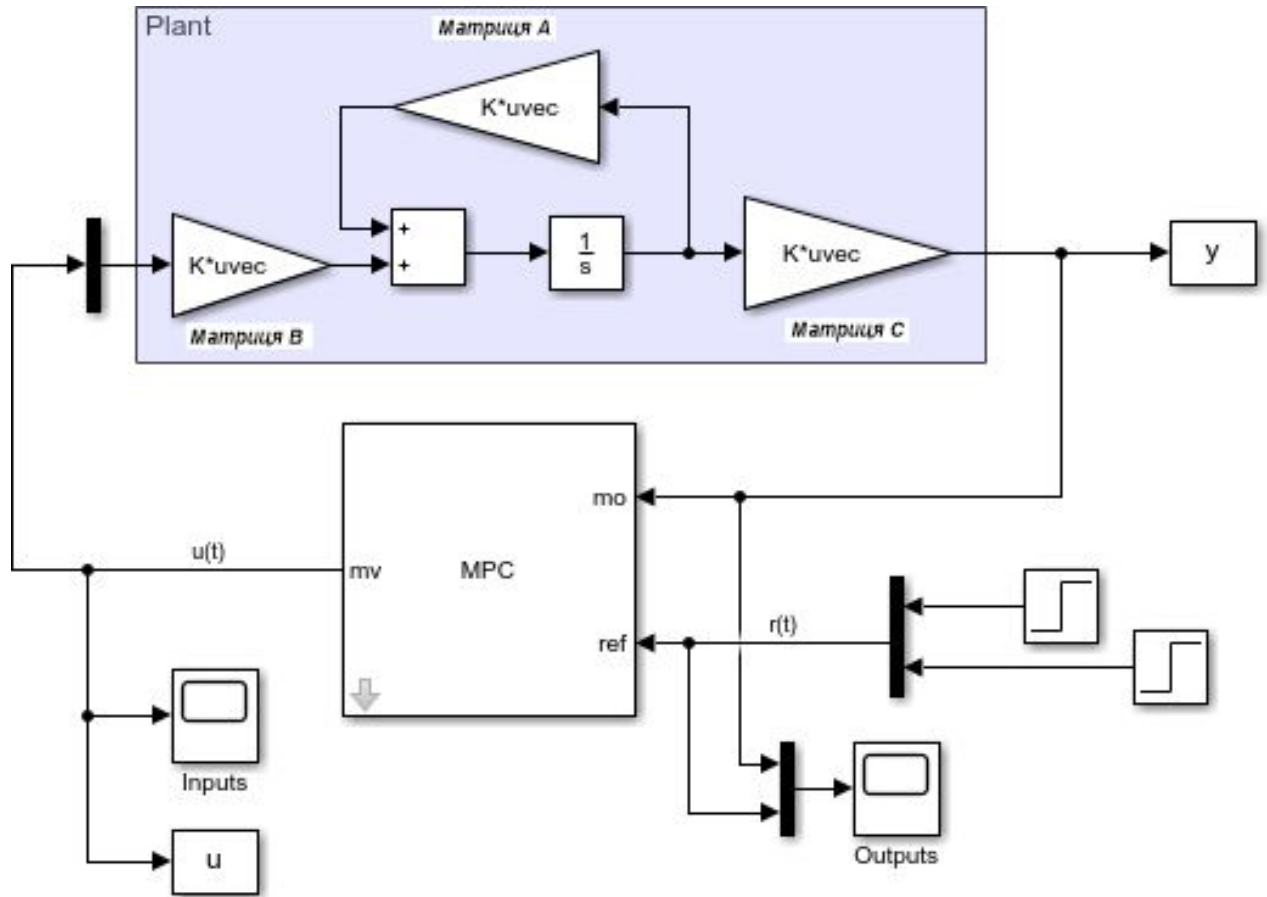 Plant
Матриця A
K*uvec
K*uvec
+
+
1
s
K*uvec
y
Матриця B
Матриця C
mo
u(t)
mv
MPC
r(t)
ref
Inputs
Outputs
u